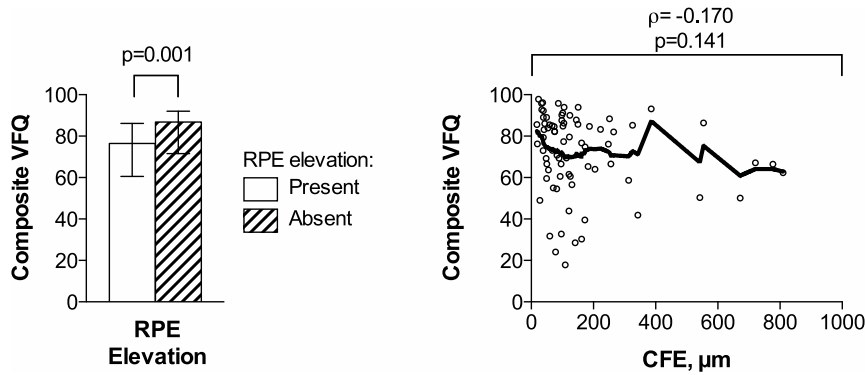 p=0.001
Composite VFQ
100
80
60
40
20
0
RPE
Elevation
RPE elevation:
Present
Absent
ρ= -0.170
p=0.141
Composite VFQ
100
80
60
40
20
0
0 200 400 600 800 1000
CFE, μm